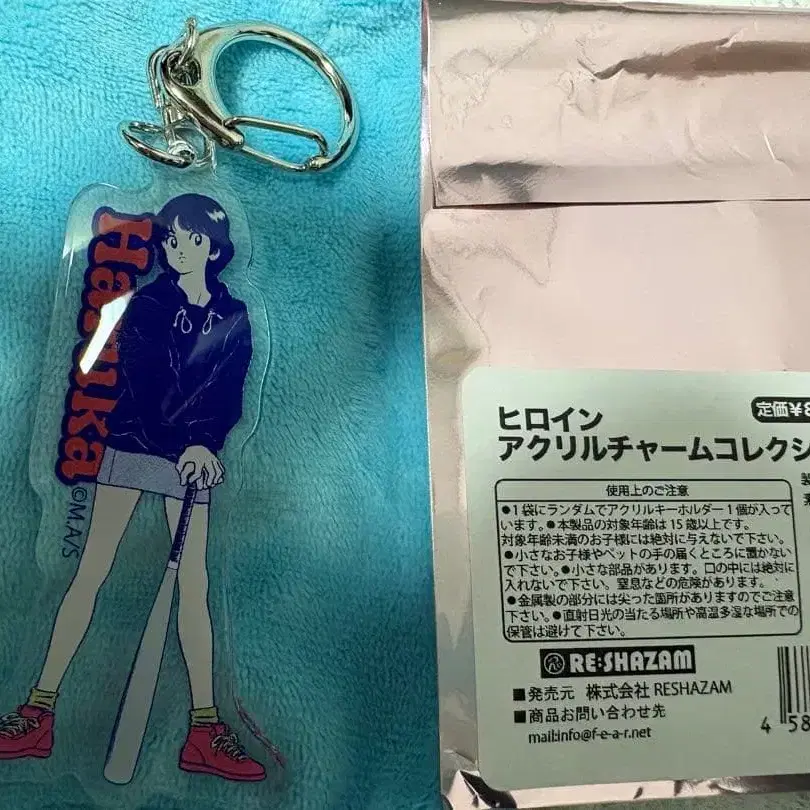 Haruka
©M.A/S
ヒロイン
アクリルチャームコレクシ
定価¥8
使用上のご注意
●1袋にランダムでアクリルキーホルダー1個が入って
います。●本製品の対象年齢は15歳以上です。
対象年齢未満のお子様には絶対に与えないで下さい。
●小さなお子様やペットの手の届くところに置かない
で下さい。●小さな部品があります。口の中には絶対に
入れないで下さい。窒息などの危険があります。
●金属製の部分には尖った箇所がありますのでご注意
下さい。●直射日光の当たる場所や高温多湿な場所での
保管は避けて下さい。
製
素
RE:SHAZAM
■発売元 株式会社 RESHAZAM
■商品お問い合わせ先
mail:info@f-e-a-r.net
4 58